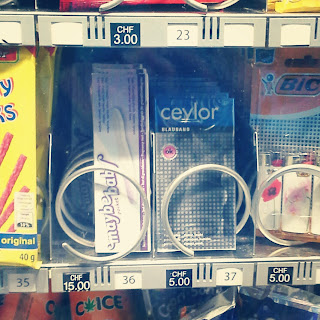 CHF
3.00
23
maybe baby
ceylor
BLAUBAND
BIC
original
40 g
35
CHF
15.00
36
CHF
5.00
37
CHF
5.00
ICE